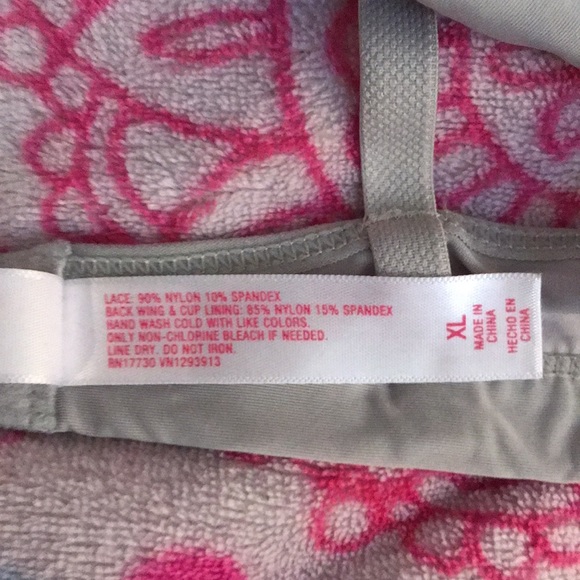 LACE: 90% NYLON 10% SPANDEX
BACK WING & CUP LINING: 85% NYLON 15% SPANDEX
HAND WASH COLD WITH LIKE COLORS.
ONLY NON-CHLORINE BLEACH IF NEEDED.
LINE DRY. DO NOT IRON.
RN17730 VN1293913
XL
MADE IN
CHINA
HECHO EN
CHINA